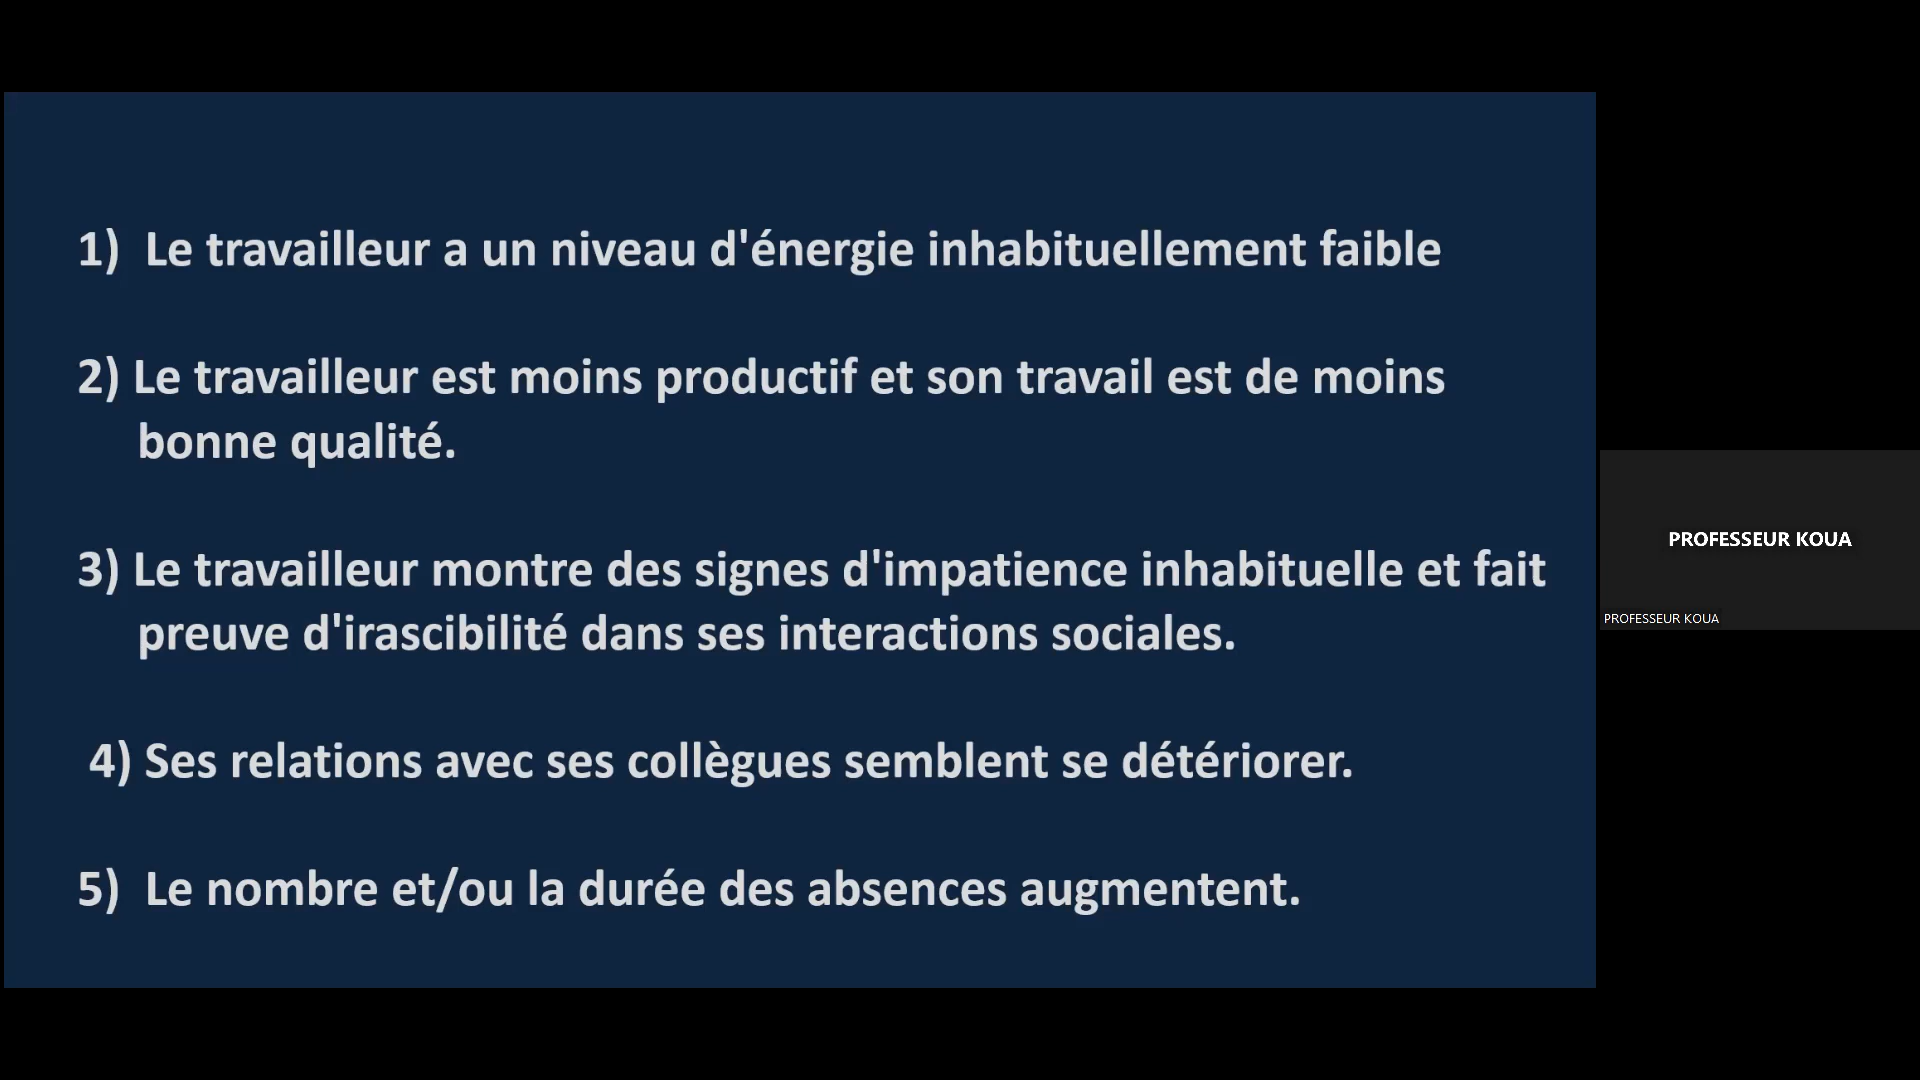 1) Le travailleur a un niveau d'énergie inhabituellement faible
2) Le travailleur est moins productif et son travail est de moins
bonne qualité.
3) Le travailleur montre des signes d'impatience inhabituelle et fait
preuve d'irascibilité dans ses interactions sociales.
4) Ses relations avec ses collègues semblent se détériorer.
5) Le nombre et/ou la durée des absences augmentent.
PROFESSEUR KOUA
PROFESSEUR KOUA